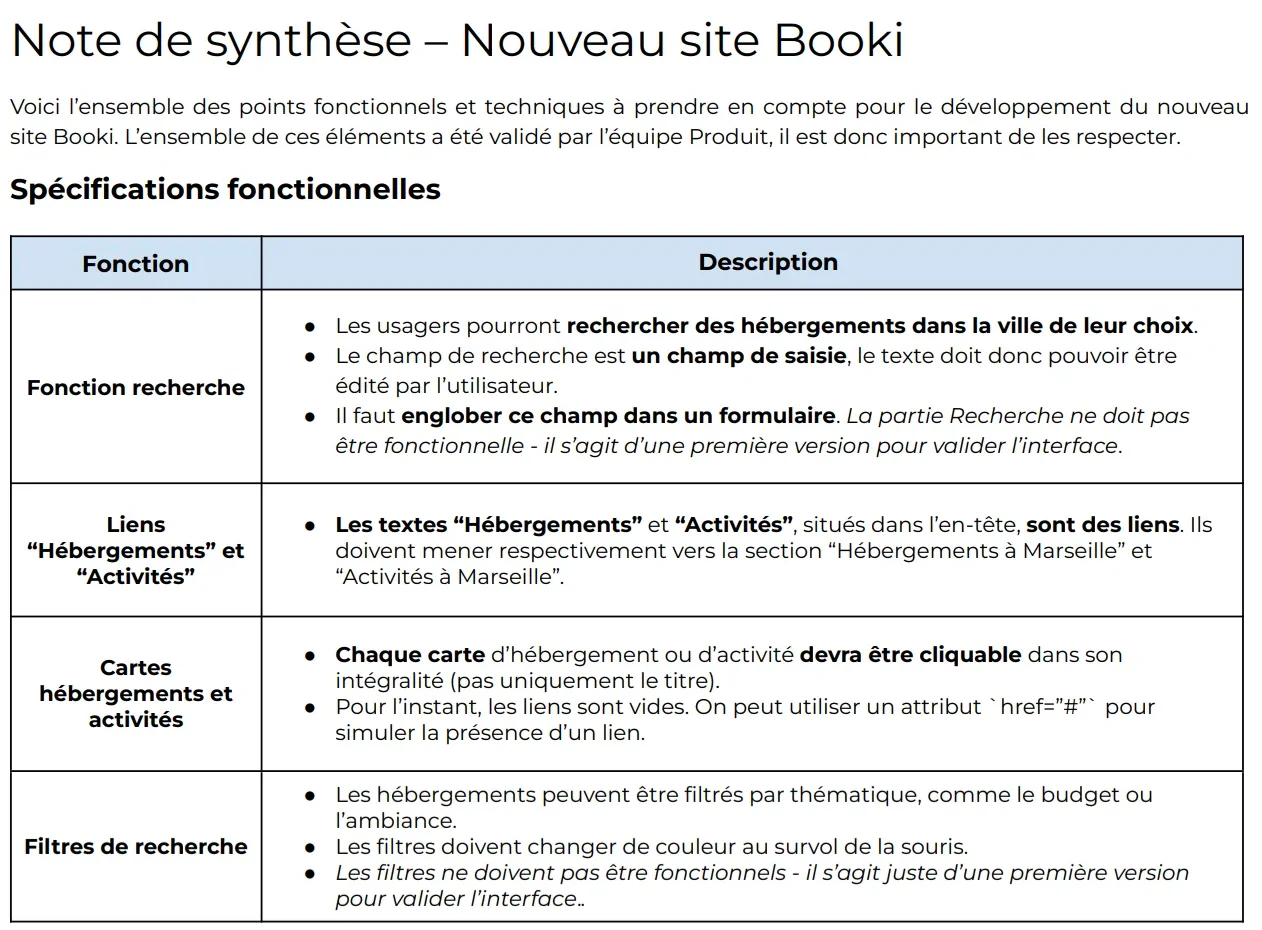 Note de synthèse – Nouveau site Booki
Voici l’ensemble des points fonctionnels et techniques à prendre en compte pour le développement du nouveau
site Booki. L’ensemble de ces éléments a été validé par l’équipe Produit, il est donc important de les respecter.
Spécifications fonctionnelles
Fonction
Description
Fonction recherche
● Les usagers pourront rechercher des hébergements dans la ville de leur choix.
● Le champ de recherche est un champ de saisie, le texte doit donc pouvoir être
édité par l’utilisateur.
● Il faut englober ce champ dans un formulaire. La partie Recherche ne doit pas
être fonctionnelle - il s’agit d’une première version pour valider l’interface.
Liens
“Hébergements” et
“Activités”
● Les textes “Hébergements” et “Activités”, situés dans l’en-tête, sont des liens. Ils
doivent mener respectivement vers la section “Hébergements à Marseille” et
“Activités à Marseille”.
Cartes
hébergements et
activités
● Chaque carte d’hébergement ou d’activité devra être cliquable dans son
intégralité (pas uniquement le titre).
● Pour l’instant, les liens sont vides. On peut utiliser un attribut `href=”#”` pour
simuler la présence d’un lien.
Filtres de recherche
● Les hébergements peuvent être filtrés par thématique, comme le budget ou
l’ambiance.
● Les filtres doivent changer de couleur au survol de la souris.
● Les filtres ne doivent pas être fonctionnels - il s’agit juste d’une première version
pour valider l’interface..